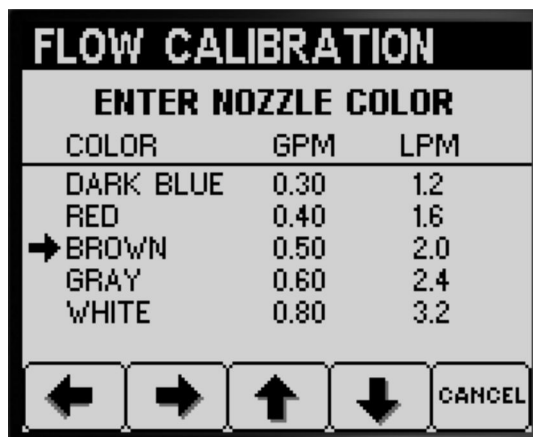 FLOW CALIBRATION
ENTER NOZZLE COLOR
COLOR GPM LPM
DARK BLUE 0.30 1.2
RED 0.40 1.6
BROWN 0.50 2.0
GRAY 0.60 2.4
WHITE 0.80 3.2
CANCEL